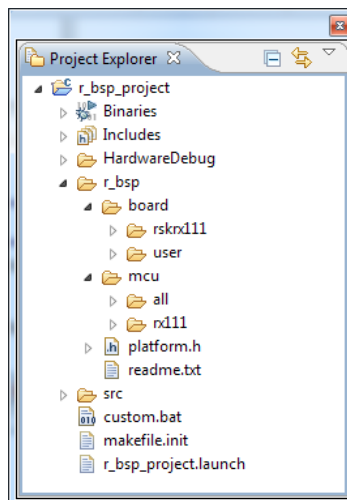 Project Explorer
r_bsp_project
Binaries
Includes
HardwareDebug
r_bsp
board
rskrx111
user
mcu
all
rx111
platform.h
readme.txt
src
custom.bat
makefile.init
r_bsp_project.launch